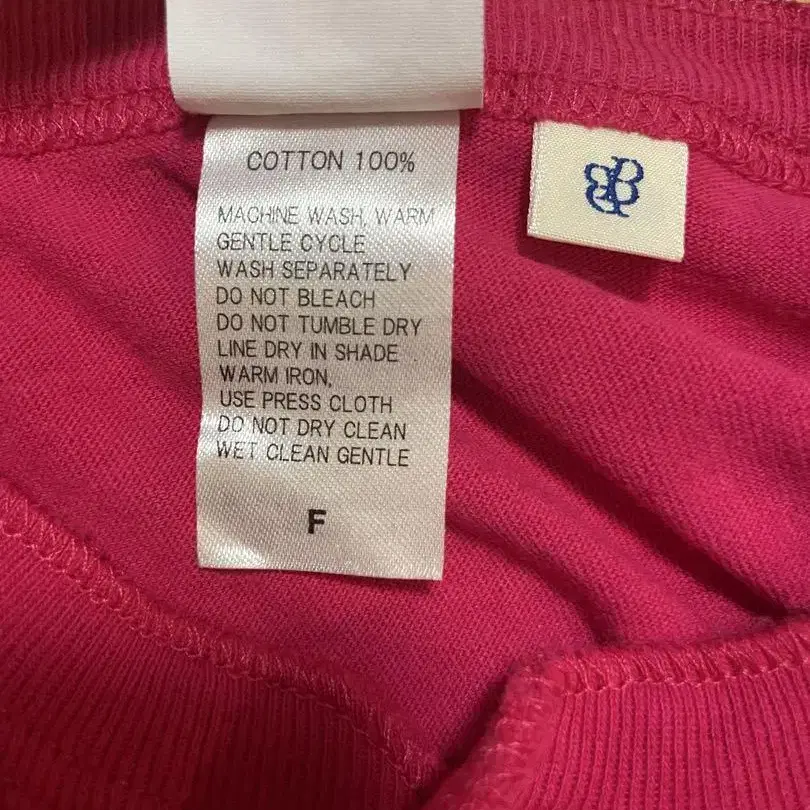 COTTON 100%
MACHINE WASH, WARM
GENTLE CYCLE
WASH SEPARATELY
DO NOT BLEACH
DO NOT TUMBLE DRY
LINE DRY IN SHADE
WARM IRON,
USE PRESS CLOTH
DO NOT DRY CLEAN
WET CLEAN GENTLE
F